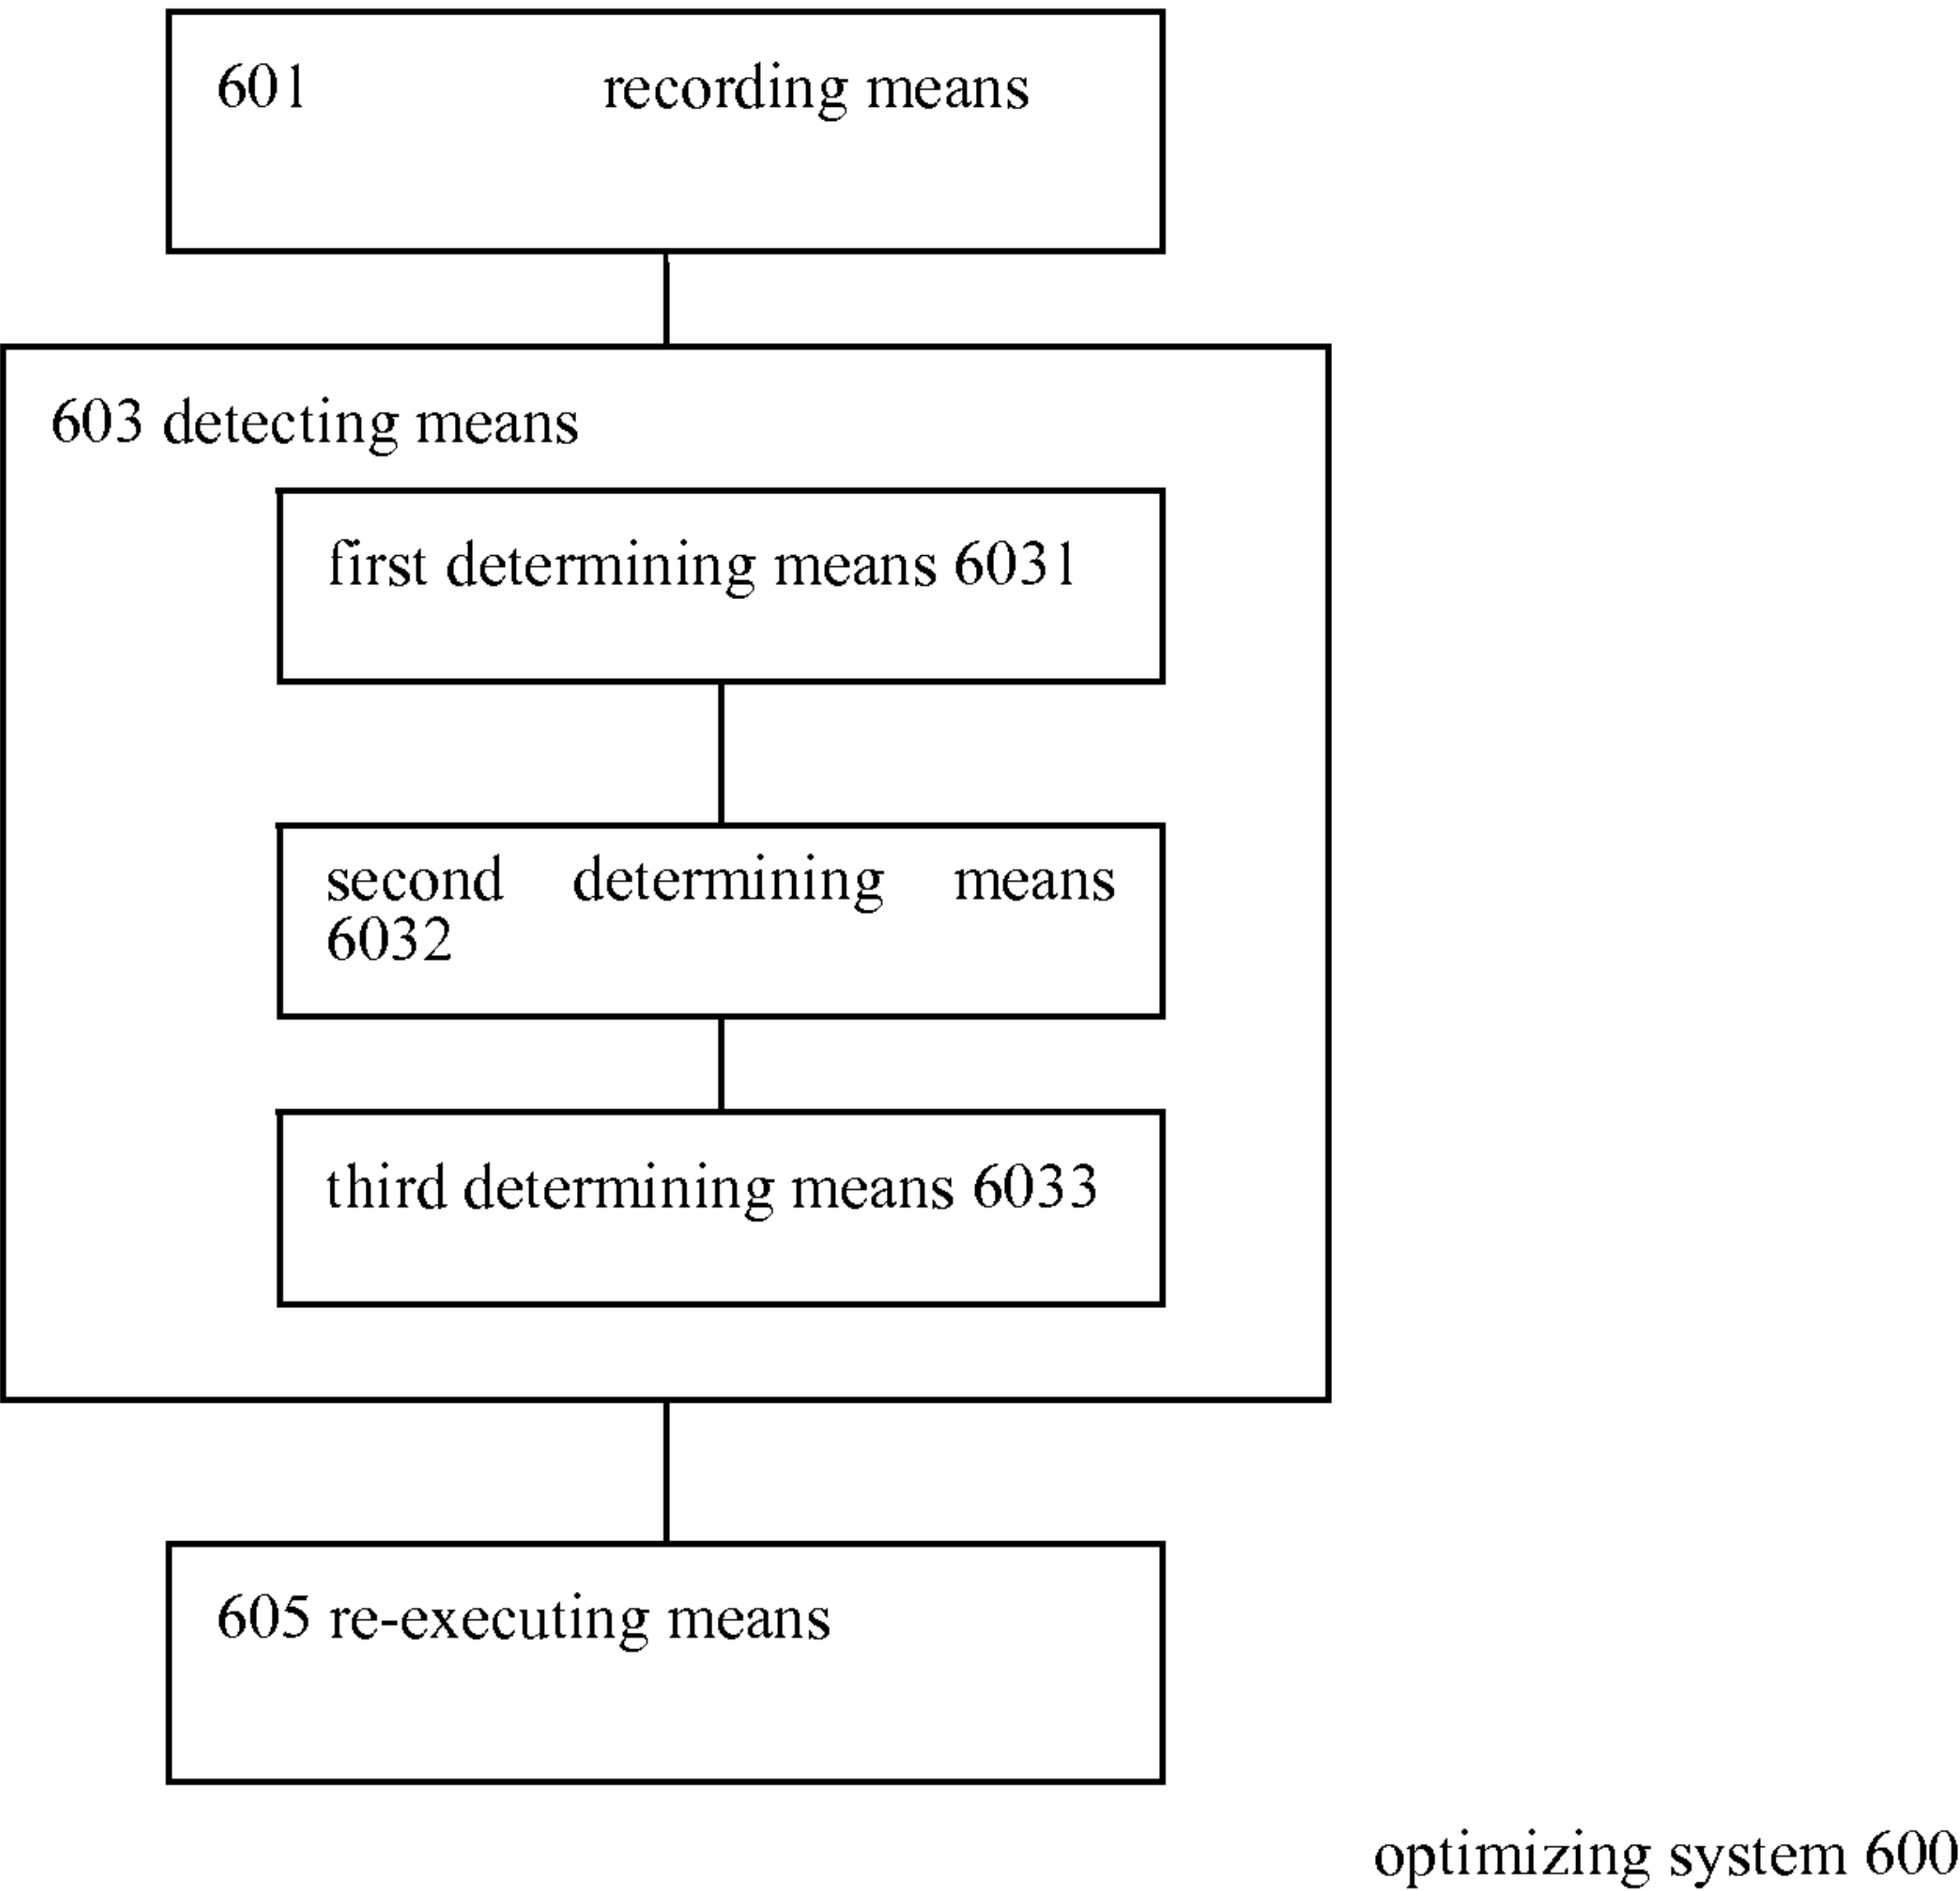 601 recording means
603 detecting means
first determining means 6031
second determining means
6032
third determining means 6033
605 re-executing means
optimizing system 600